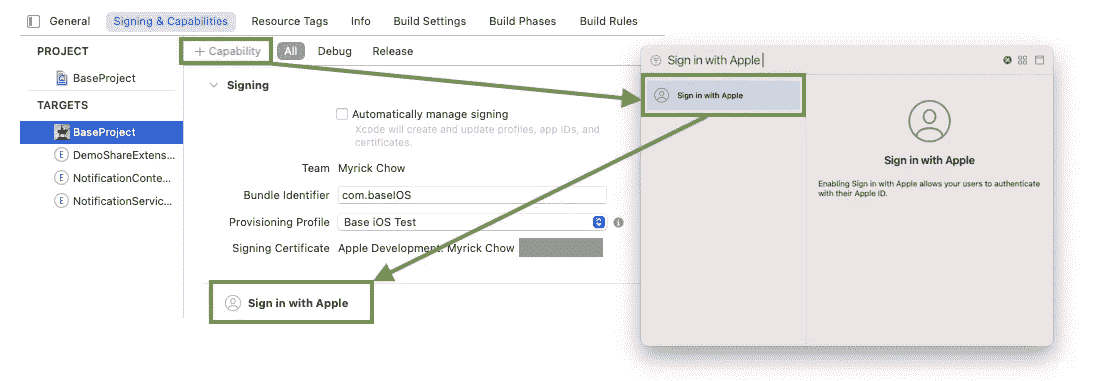 General Signing & Capabilities Resource Tags Info Build Settings Build Phases Build Rules
PROJECT
BaseProject
TARGETS
BaseProject
DemoShareExtens...
NotificationConte...
NotificationServic...
+ Capability All Debug Release
Signing
Automatically manage signing
Xcode will create and update profiles, app IDs, and
certificates.
Team Myrick Chow
Bundle Identifier com.baseIOS
Provisioning Profile Base iOS Test
Signing Certificate Apple Development: Myrick Chow
Sign in with Apple
Sign in with Apple
Sign in with Apple
Sign in with Apple
Enabling Sign in with Apple allows your users to authenticate
with their Apple ID.